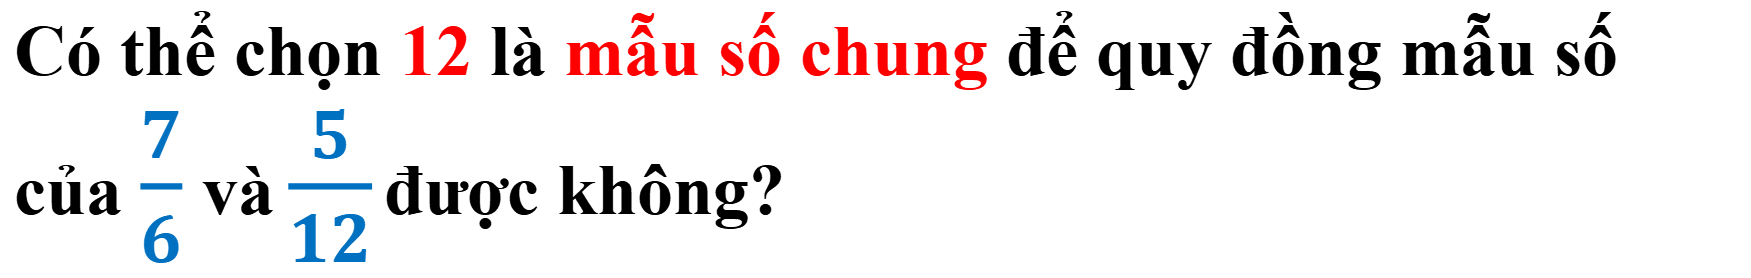 Có thể chọn 12 là mẫu số chung để quy đồng mẫu số
của 7/6 và 5/12 được không?